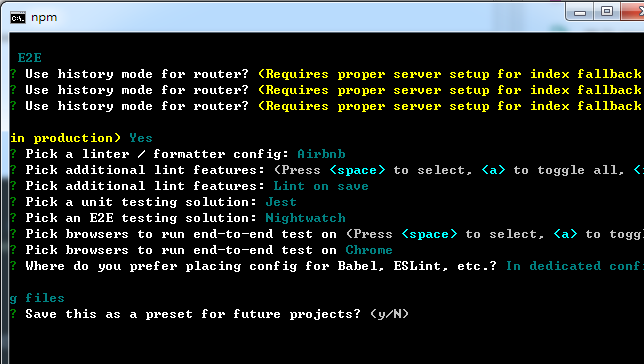 npm
E2E
? Use history mode for router? (Requires proper server setup for index fallback
? Use history mode for router? (Requires proper server setup for index fallback
? Use history mode for router? (Requires proper server setup for index fallback
in production) Yes
? Pick a linter / formatter config: Airbnb
? Pick additional lint features: (Press <space> to select, <a> to toggle all, <
? Pick additional lint features: Lint on save
? Pick a unit testing solution: Jest
? Pick an E2E testing solution: Nightwatch
? Pick browsers to run end-to-end test on (Press <space> to select, <a> to togg
? Pick browsers to run end-to-end test on Chrome
? Where do you prefer placing config for Babel, ESLint, etc.? In dedicated conf
g files
? Save this as a preset for future projects? (y/N)